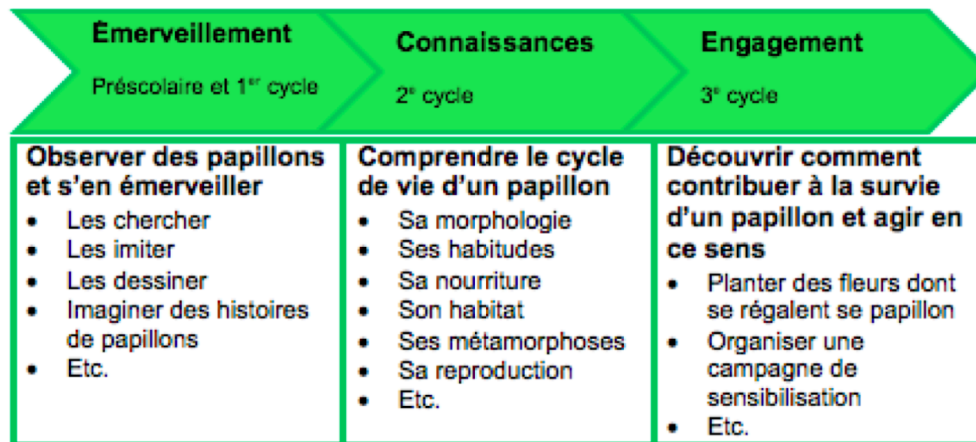 Émerveillement
Préscolaire et 1er cycle
Connaissances
2e cycle
Engagement
3e cycle
Observer des papillons
et s'en émerveiller
• Les chercher
• Les imiter
• Les dessiner
• Imaginer des histoires
de papillons
• Etc.
Comprendre le cycle
de vie d'un papillon
• Sa morphologie
• Ses habitudes
• Sa nourriture
• Son habitat
• Ses métamorphoses
• Sa reproduction
• Etc.
Découvrir comment
contribuer à la survie
d'un papillon et agir en
ce sens
• Planter des fleurs dont
se régalent se papillon
• Organiser une
campagne de
sensibilisation
• Etc.